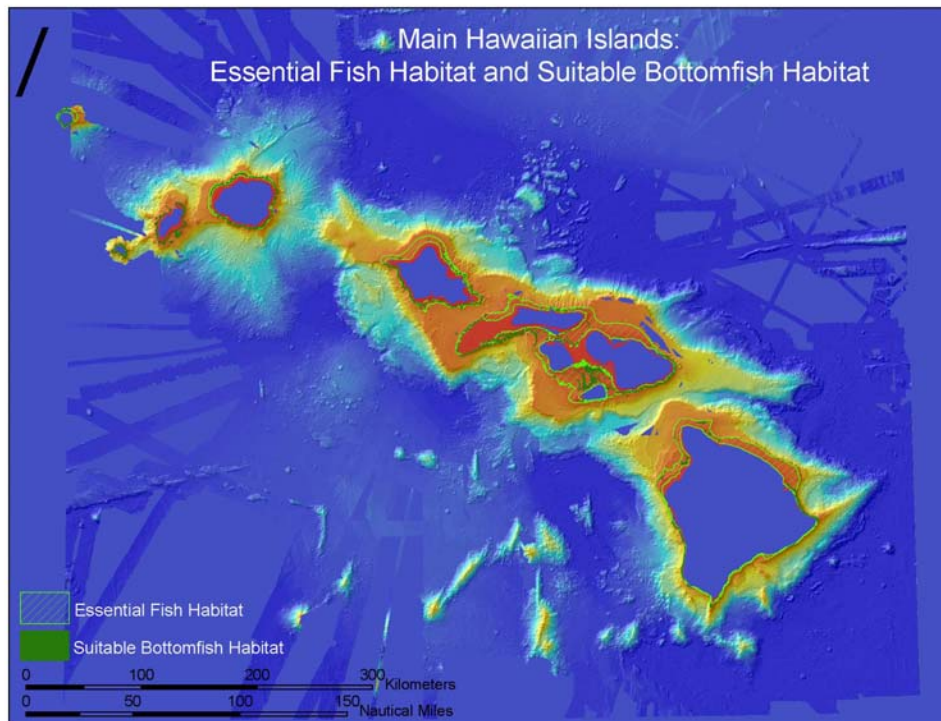 Main Hawaiian Islands:
Essential Fish Habitat and Suitable Bottomfish Habitat
Essential Fish Habitat
Suitable Bottomfish Habitat
0 100 200 300
Kilometers
0 50 100 150
Nautical Miles